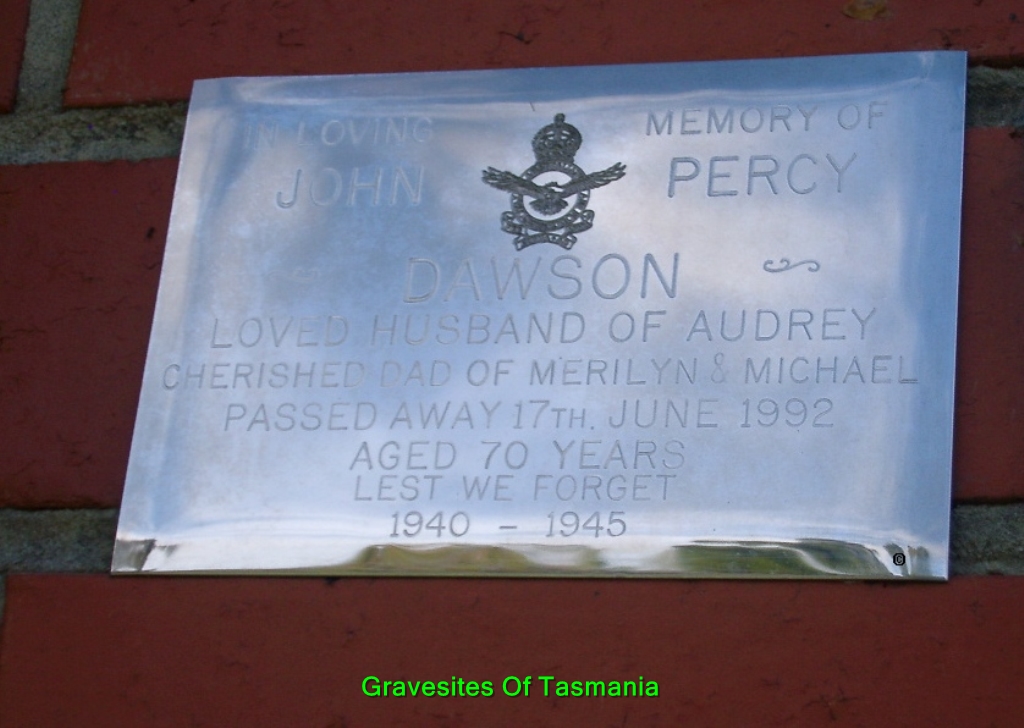 IN LOVING MEMORY OF
JOHN PERCY
DAWSON
LOVED HUSBAND OF AUDREY
CHERISHED DAD OF MERILYN & MICHAEL
PASSED AWAY 17TH. JUNE 1992
AGED 70 YEARS
LEST WE FORGET
1940 – 1945
©
Gravesites Of Tasmania